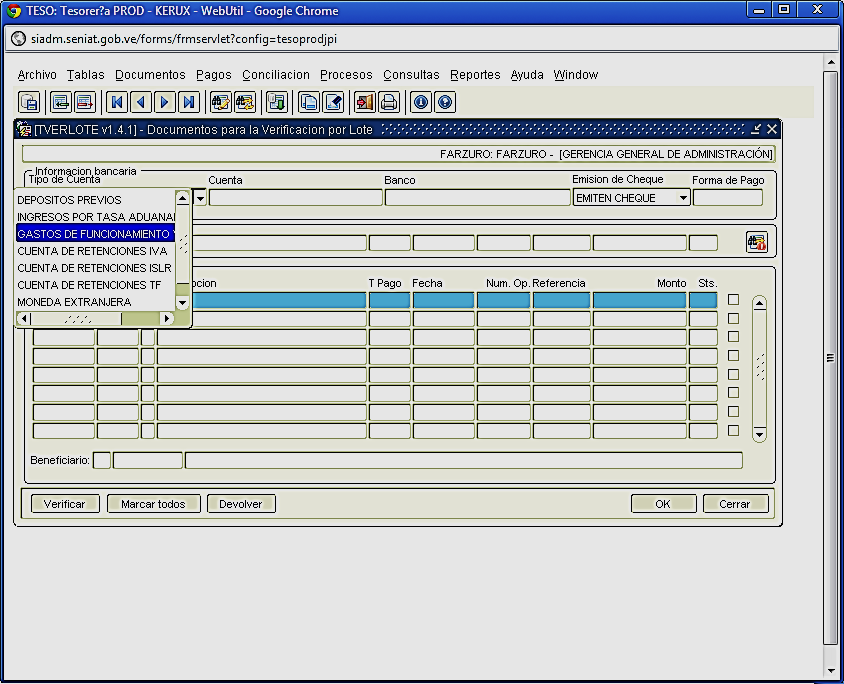 TESO: Tesorer?a PROD - KERUX - WebUtil - Google Chrome
siadm.seniat.gob.ve/forms/frmservlet?config=tesoprodjpi
Archivo Tablas Documentos Pagos Conciliacion Procesos Consultas Reportes Ayuda Window
[TVERLOTE v1.4.1] - Documentos para la Verificacion por Lote
FARZURO: FARZURO - [GERENCIA GENERAL DE ADMINISTRACIÓN]
Informacion bancaria
Tipo de Cuenta Cuenta Banco Emision de Cheque Forma de Pago
EMITEN CHEQUE
DEPOSITOS PREVIOS
INGRESOS POR TASA ADUANA
GASTOS DE FUNCIONAMIENTO Y
CUENTA DE RETENCIONES IVA
CUENTA DE RETENCIONES ISLR
CUENTA DE RETENCIONES TF
MONEDA EXTRANJERA
pcion T Pago Fecha Num. Op. Referencia Monto Sts.
Beneficiario:
Verificar Marcar todos Devolver OK Cerrar